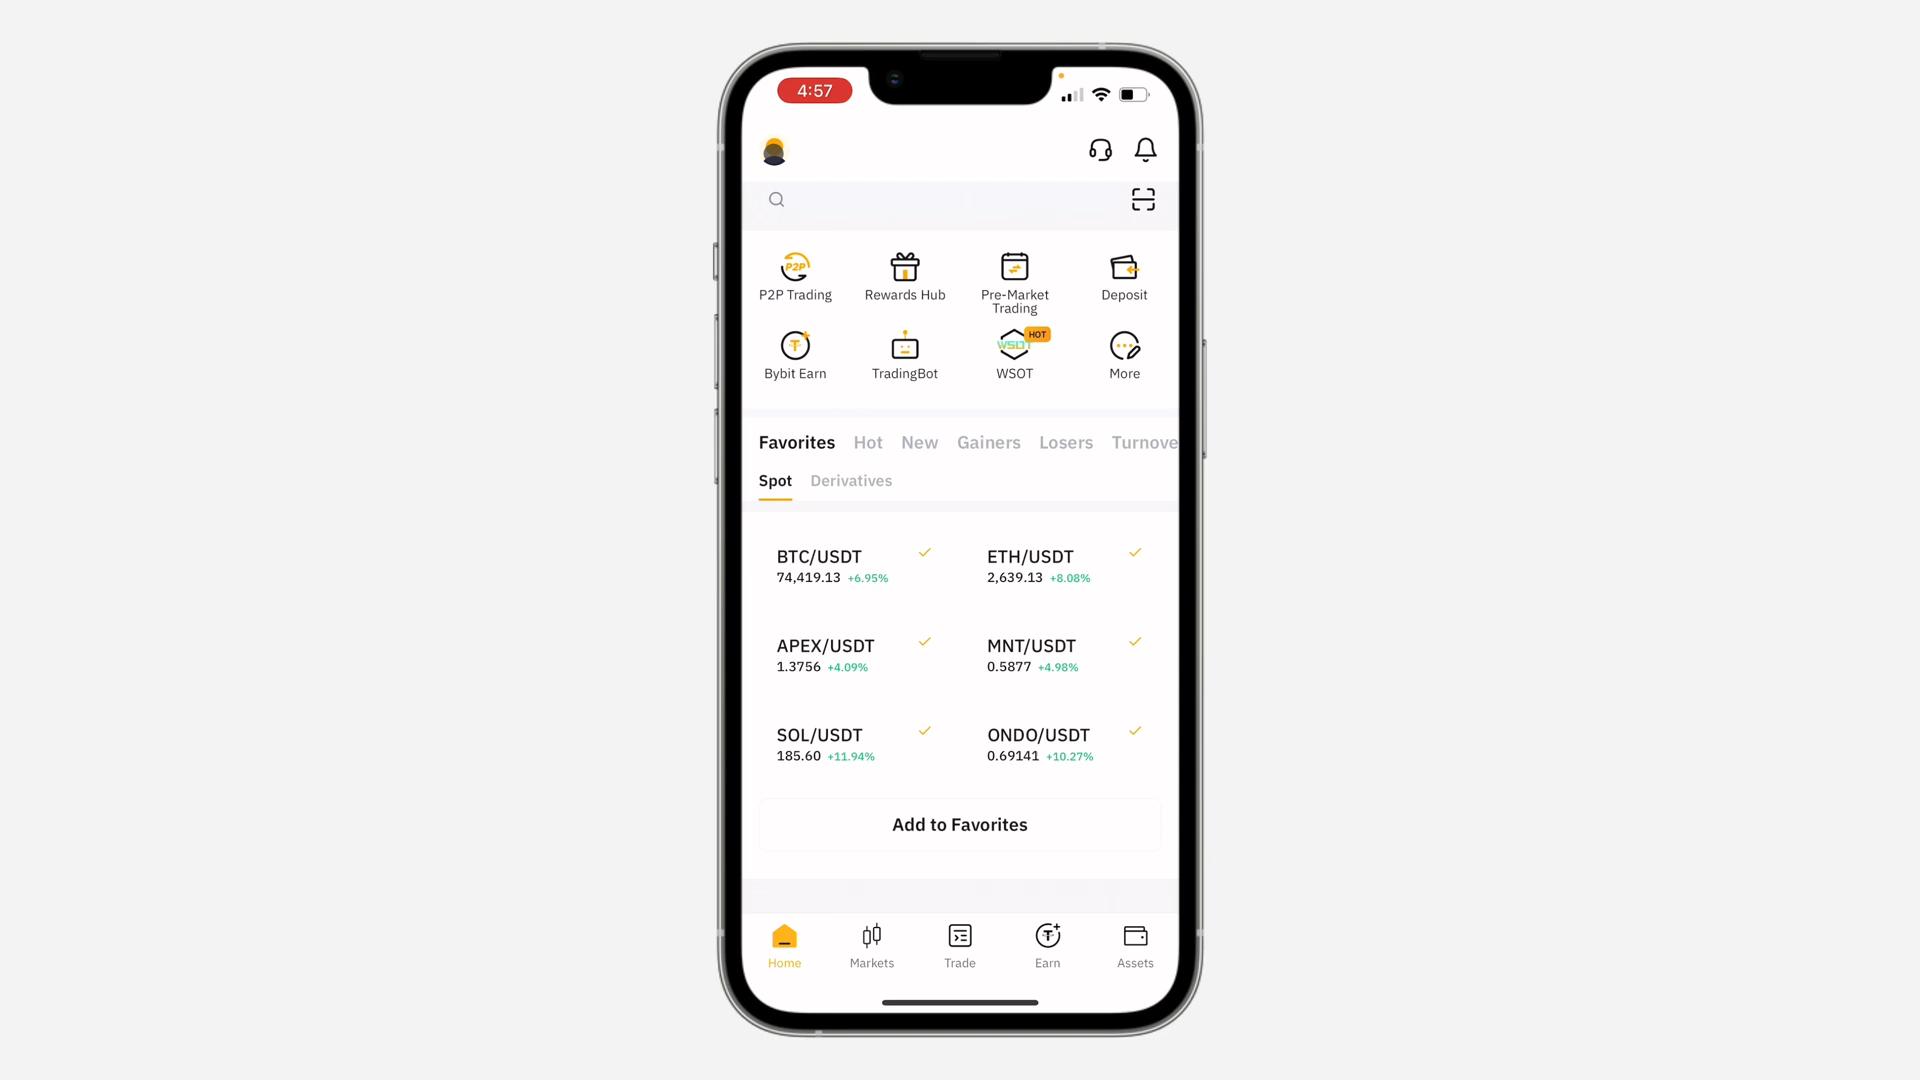 4:57
P2P
P2P Trading
Rewards Hub
Pre-Market
Trading
Deposit
WSOT
HOT
Bybit Earn
TradingBot
WSOT
More
Favorites Hot New Gainers Losers Turnove
Spot Derivatives
BTC/USDT
74,419.13 +6.95%
ETH/USDT
2,639.13 +8.08%
APEX/USDT
1.3756 +4.09%
MNT/USDT
0.5877 +4.98%
SOL/USDT
185.60 +11.94%
ONDO/USDT
0.69141 +10.27%
Add to Favorites
Home Markets Trade Earn Assets